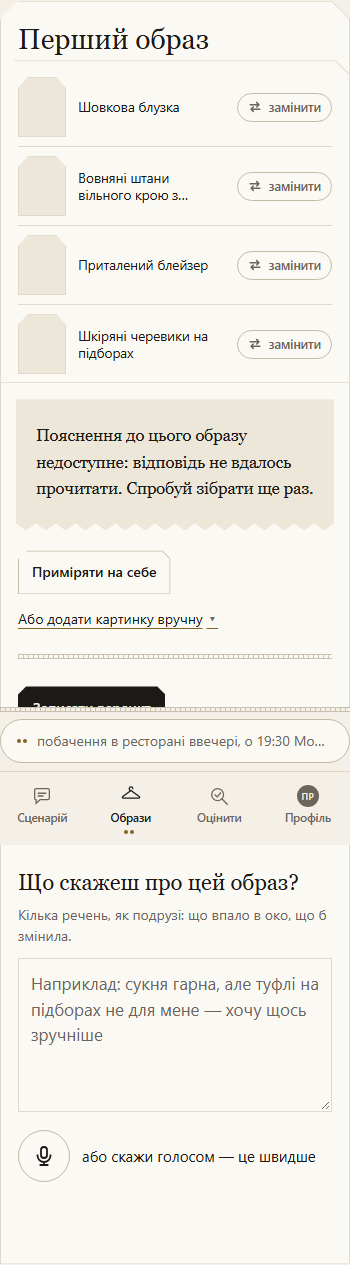 Перший образ
Шовкова блузка
замінити
Вовняні штани
вільного крою з...
замінити
Приталений блейзер
замінити
Шкіряні черевики на
підборах
замінити
Пояснення до цього образу
недоступне: відповідь не вдалось
прочитати. Спробуй зібрати ще раз.
Приміряти на себе
Або додати картинку вручну
побачення в ресторані ввечері, о 19:30 Мо...
Сценарій
Образи
Оцінити
ПР
Профіль
Що скажеш про цей образ?
Кілька речень, як подрузі: що впало в око, що б
змінила.
Наприклад: сукня гарна, але туфлі на
підборах не для мене — хочу щось
зручніше
або скажи голосом — це швидше